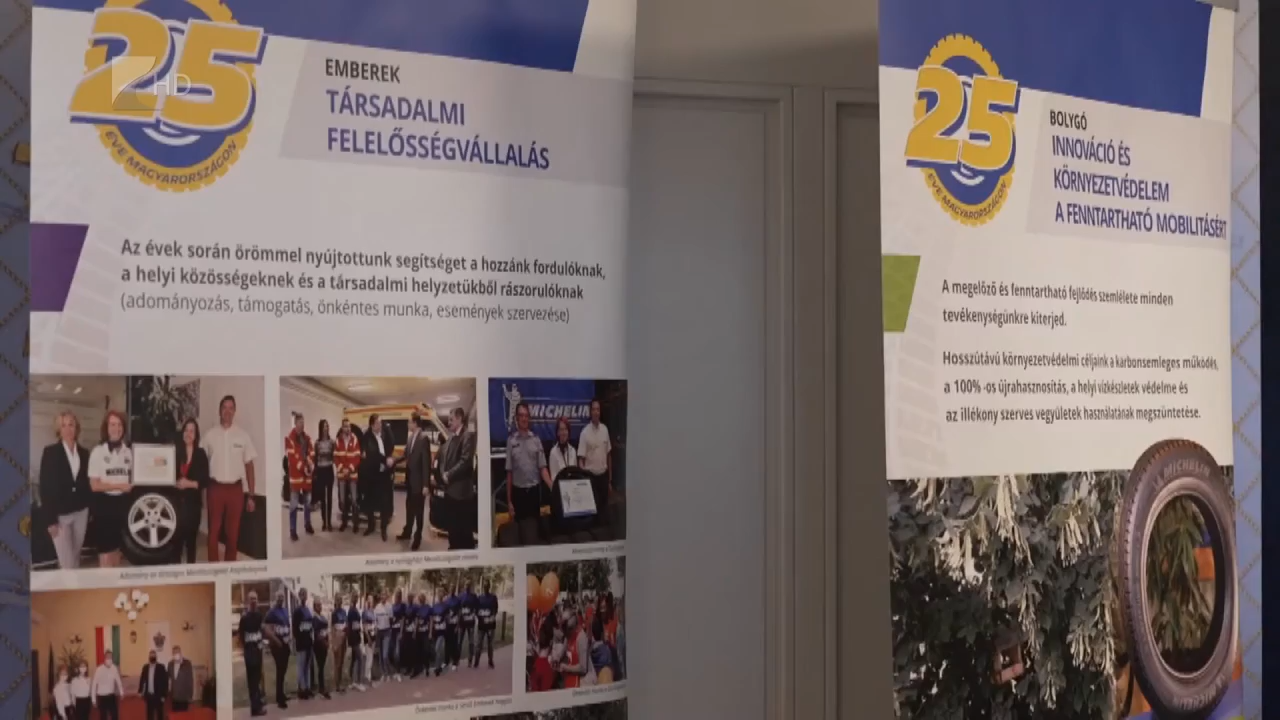 25
HD
ÉVE MAGYARORSZÁGON
EMBEREK
TÁRSADALMI
FELELŐSSÉGVÁLLALÁS
Az évek során örömmel nyújtottunk segítséget a hozzánk fordulóknak,
a helyi közösségeknek és a társadalmi helyzetükből rászorulóknak
(adományozás, támogatás, önkéntes munka, események szervezése)
MICHELIN
25
ÉVE MAGYARORSZÁGON
BOLYGÓ
INNOVÁCIÓ ÉS
KÖRNYEZETVÉDELEM
A FENNTARTHATÓ MOBILITÁSÉRT
A megelőző és fenntartható fejlődés szemlélete minden
tevékenységünkre kiterjed.
Hosszútávú környezetvédelmi céljaink a karbonsemleges működés,
a 100% -os újrahasznosítás, a helyi vízkészletek védelme és
az illékony szerves vegyületek használatának megszüntetése.
MICHELIN